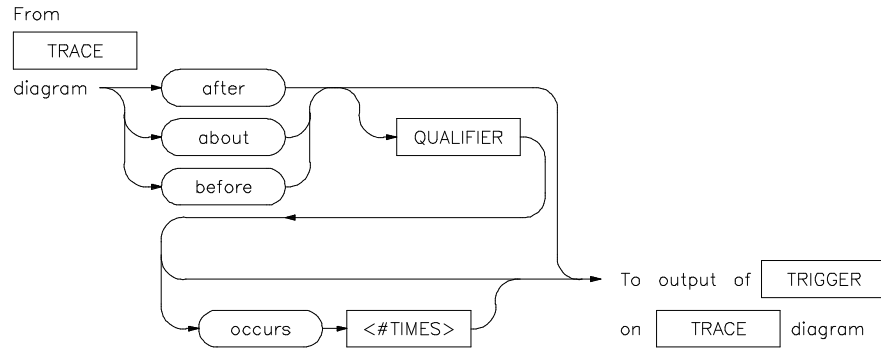 From
TRACE
diagram
after
about
before
QUALIFIER
occurs
<#TIMES>
To output of TRIGGER
on TRACE diagram